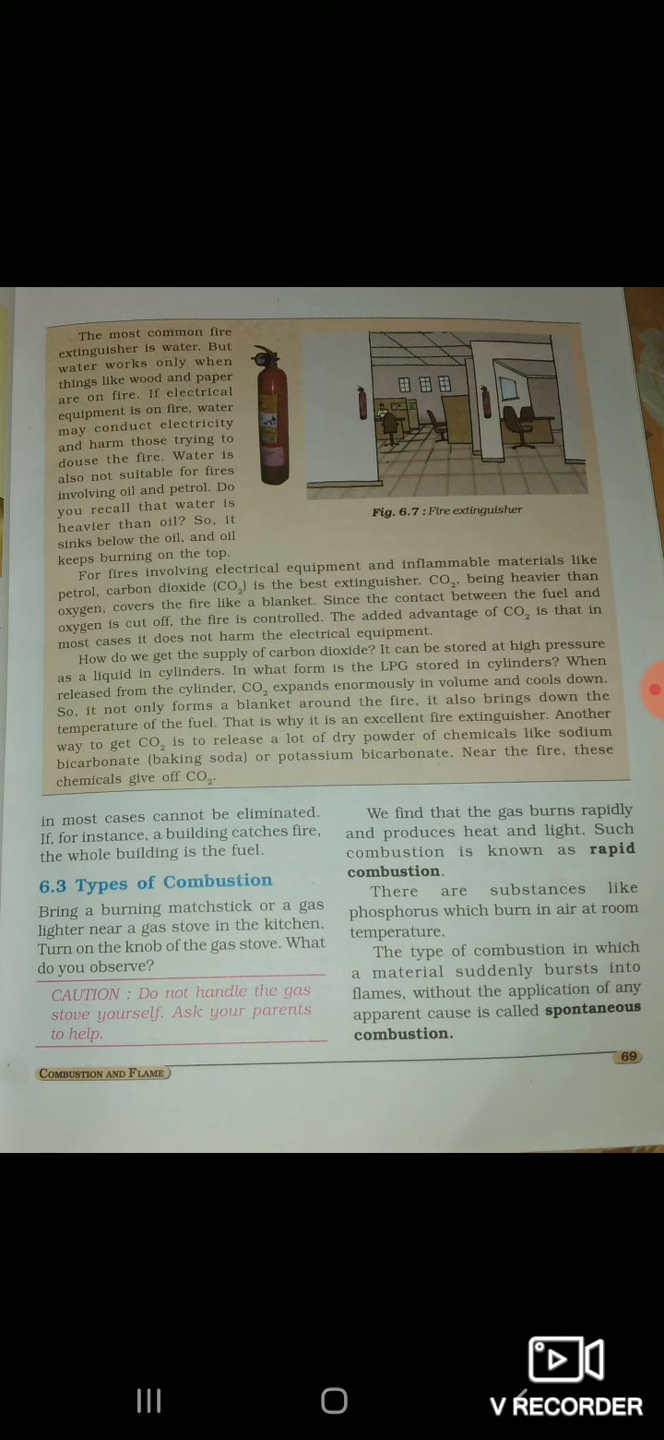 The most common fire
extinguisher is water. But
water works only when
things like wood and paper
are on fire. If electrical
equipment is on fire, water
may conduct electricity
and harm those trying to
douse the fire. Water is
also not suitable for fires
involving oil and petrol. Do
you recall that water is
heavier than oil? So, it
sinks below the oil, and oil
keeps burning on the top.
Fig. 6.7 : Fire extinguisher
For fires involving electrical equipment and inflammable materials like
petrol, carbon dioxide (CO₂) is the best extinguisher. CO₂, being heavier than
oxygen, covers the fire like a blanket. Since the contact between the fuel and
oxygen is cut off, the fire is controlled. The added advantage of CO₂ is that in
most cases it does not harm the electrical equipment.
How do we get the supply of carbon dioxide? It can be stored at high pressure
as a liquid in cylinders. In what form is the LPG stored in cylinders? When
released from the cylinder, CO₂ expands enormously in volume and cools down.
So, it not only forms a blanket around the fire, it also brings down the
temperature of the fuel. That is why it is an excellent fire extinguisher. Another
way to get CO₂ is to release a lot of dry powder of chemicals like sodium
bicarbonate (baking soda) or potassium bicarbonate. Near the fire, these
chemicals give off CO₂.
in most cases cannot be eliminated.
If, for instance, a building catches fire,
the whole building is the fuel.
6.3 Types of Combustion
Bring a burning matchstick or a gas
lighter near a gas stove in the kitchen.
Turn on the knob of the gas stove. What
do you observe?
CAUTION : Do not handle the gas
stove yourself. Ask your parents
to help.
We find that the gas burns rapidly
and produces heat and light. Such
combustion is known as rapid
combustion.
There are substances like
phosphorus which burn in air at room
temperature.
The type of combustion in which
a material suddenly bursts into
flames, without the application of any
apparent cause is called spontaneous
combustion.
COMBUSTION AND FLAME
69
V RECORDER